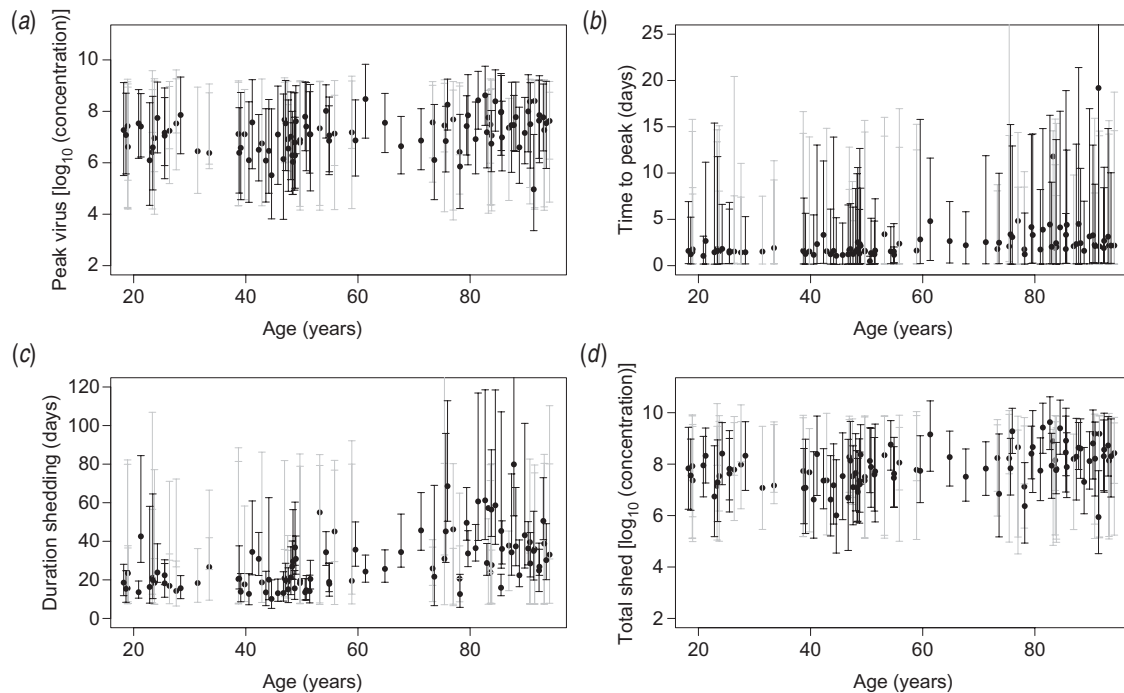 (a)
Peak virus [log10 (concentration)]
10
8
6
4
2
20 40 60 80
Age (years)
(b)
Time to peak (days)
25
20
15
10
5
0
20 40 60 80
Age (years)
(c)
Duration shedding (days)
120
100
80
60
40
20
0
20 40 60 80
Age (years)
(d)
Total shed [log10 (concentration)]
10
8
6
4
2
20 40 60 80
Age (years)